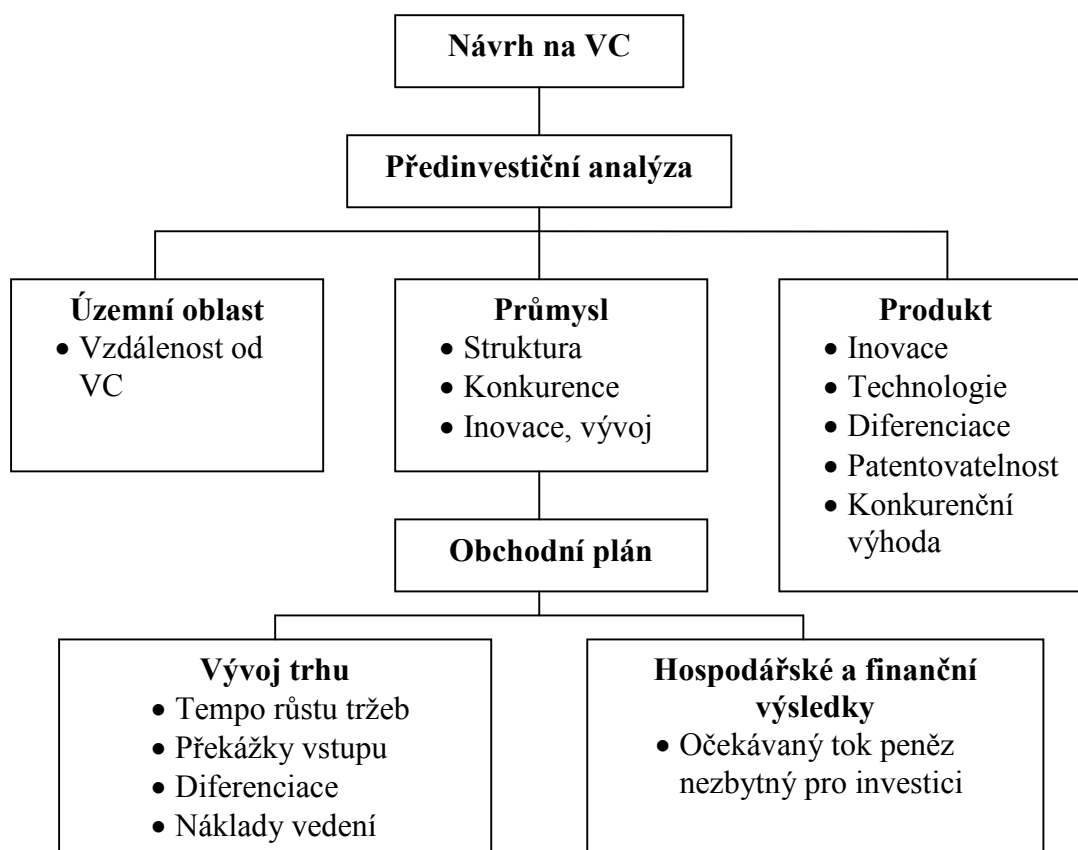 Návrh na VC
Předinvestiční analýza
Územní oblast
• Vzdálenost od
VC
Průmysl
• Struktura
• Konkurence
• Inovace, vývoj
Produkt
• Inovace
• Technologie
• Diferenciace
• Patentovatelnost
• Konkurenční
výhoda
Obchodní plán
Vývoj trhu
• Tempo růstu tržeb
• Překážky vstupu
• Diferenciace
• Náklady vedení
Hospodářské a finanční
výsledky
• Očekávaný tok peněz
nezbytný pro investici